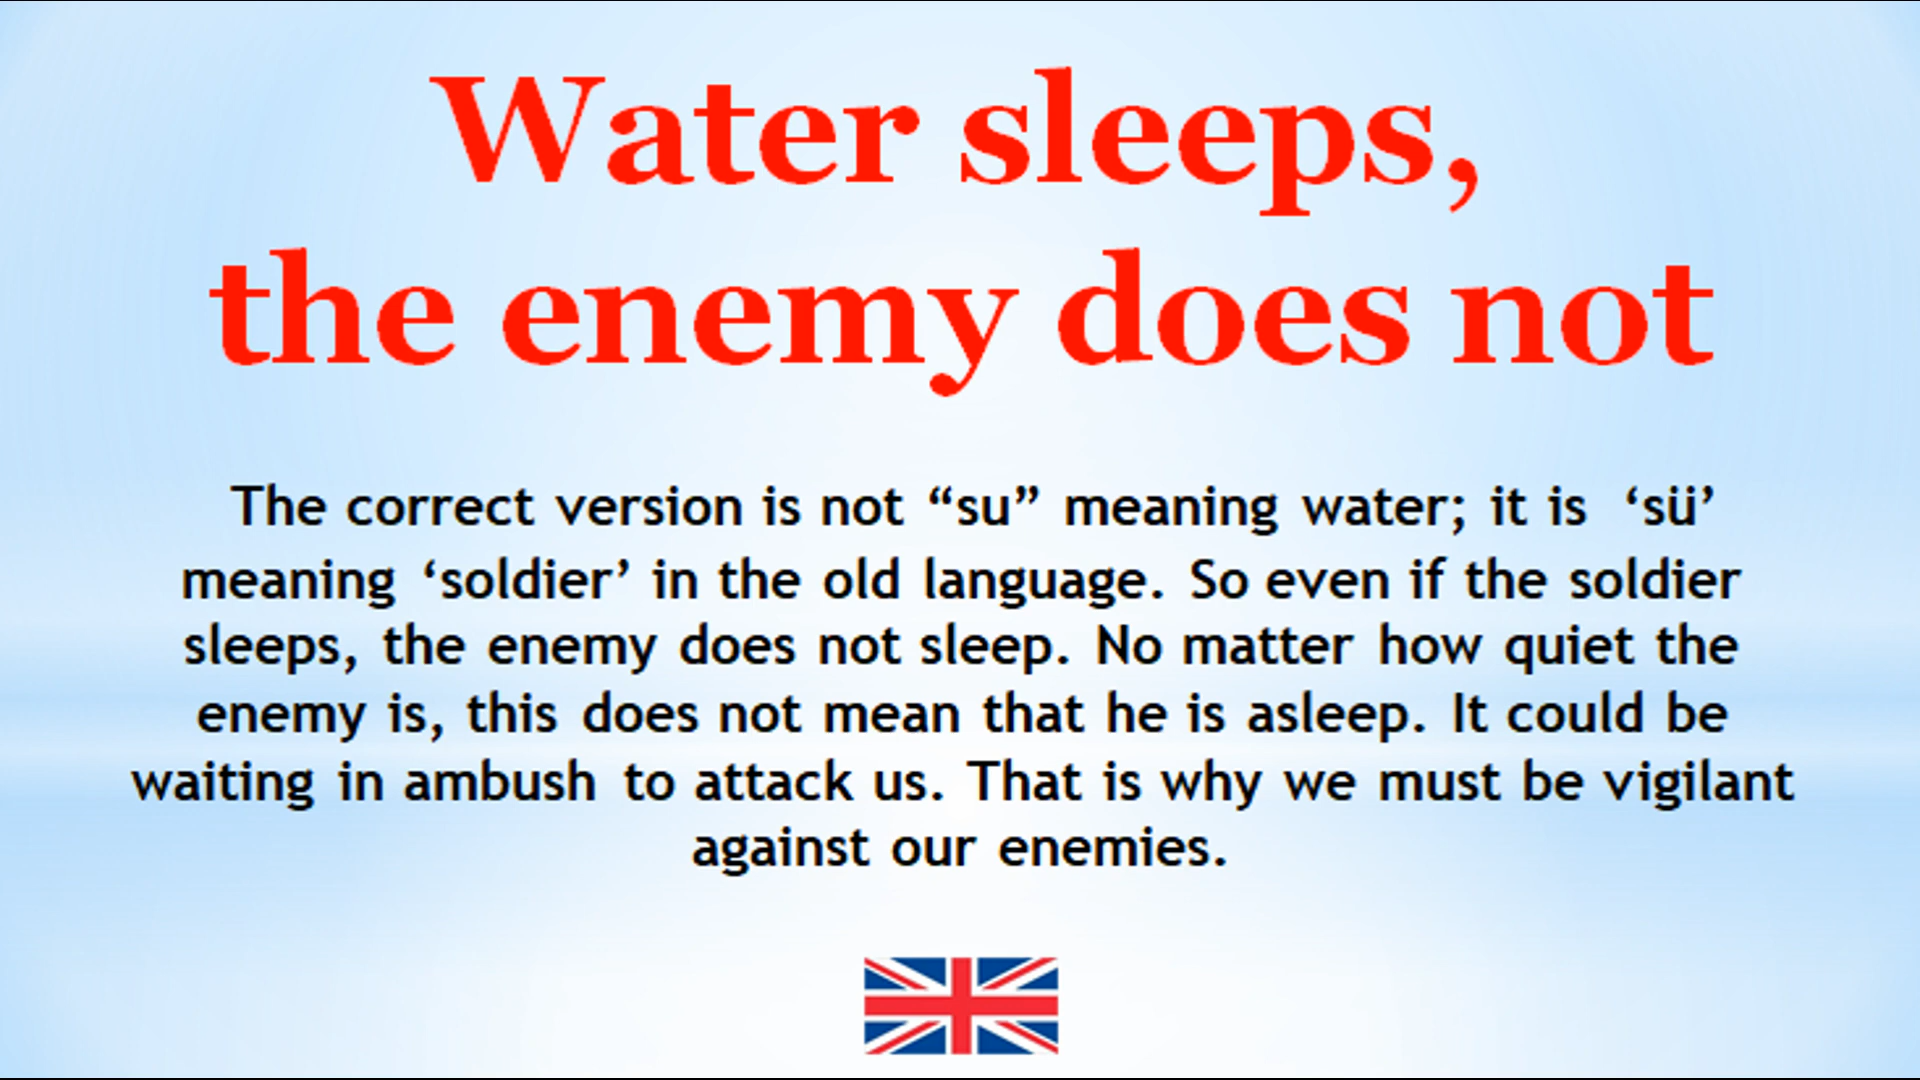 Water sleeps,
the enemy does not
The correct version is not “su” meaning water; it is ‘sü’
meaning ‘soldier’ in the old language. So even if the soldier
sleeps, the enemy does not sleep. No matter how quiet the
enemy is, this does not mean that he is asleep. It could be
waiting in ambush to attack us. That is why we must be vigilant
against our enemies.